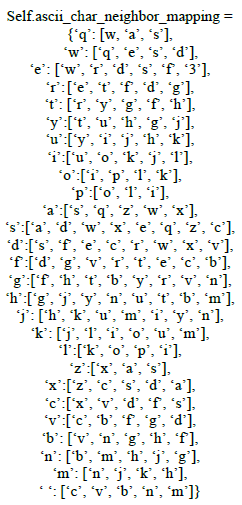 Self.ascii_char_neighbor_mapping =
{‘q’: [w, ‘a’, ‘s’],
‘w’: [‘q’, ‘e’, ‘s’, ‘d’],
‘e’: [‘w’, ‘r’, ‘d’, ‘s’, ‘f’, ‘3’],
‘r’:[‘e’, ‘t’, ‘f’, ‘d’, ‘g’],
‘t’: [‘r’, ‘y’, ‘g’, ‘f’, ‘h’],
‘y’:[‘t’, ‘u’, ‘h’, ‘g’, ‘j’],
‘u’:[‘y’, ‘i’, ‘j’, ‘h’, ‘k’],
‘i’:[‘u’, ‘o’, ‘k’, ‘j’, ‘l’],
‘o’:[‘i’, ‘p’, ‘l’, ‘k’],
‘p’:[‘o’, ‘l’, ‘i’],
‘a’:[‘s’, ‘q’, ‘z’, ‘w’, ‘x’],
‘s’:[‘a’, ‘d’, ‘w’, ‘x’, ‘e’, ‘q’, ‘z’, ‘c’],
‘d’:[‘s’, ‘f’, ‘e’, ‘c’, ‘r’, ‘w’, ‘x’, ‘v’],
‘f’:[‘d’, ‘g’, ‘v’, ‘r’, ‘t’, ‘e’, ‘c’, ‘b’],
‘g’:[‘f’, ‘h’, ‘t’, ‘b’, ‘y’, ‘r’, ‘v’, ‘n’],
‘h’:[‘g’, ‘j’, ‘y’, ‘n’, ‘u’, ‘t’, ‘b’, ‘m’],
‘j’: [‘h’, ‘k’, ‘u’, ‘m’, ‘i’, ‘y’, ‘n’],
‘k’: [‘j’, ‘l’, ‘i’, ‘o’, ‘u’, ‘m’],
‘l’:[‘k’, ‘o’, ‘p’, ‘i’],
‘z’:[‘x’, ‘a’, ‘s’],
‘x’:[‘z’, ‘c’, ‘s’, ‘d’, ‘a’],
‘c’:[‘x’, ‘v’, ‘d’, ‘f’, ‘s’],
‘v’:[‘c’, ‘b’, ‘f’, ‘g’, ‘d’],
‘b’: [‘v’, ‘n’, ‘g’, ‘h’, ‘f’],
‘n’: [‘b’, ‘m’, ‘h’, ‘j’, ‘g’],
‘m’: [‘n’, ‘j’, ‘k’, ‘h’],
‘ ‘: [‘c’, ‘v’, ‘b’, ‘n’, ‘m’]}